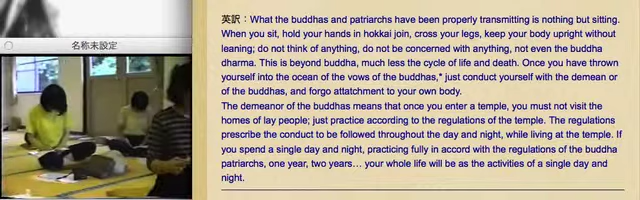 名称未設定
英訳：What the buddhas and patriarchs have been properly transmitting is nothing but sitting.
When you sit, hold your hands in hokkai join, cross your legs, keep your body upright without
leaning; do not think of anything, do not be concerned with anything, not even the buddha
dharma. This is beyond buddha, much less the cycle of life and death. Once you have thrown
yourself into the ocean of the vows of the buddhas,* just conduct yourself with the demean or
of the buddhas, and forgo attatchment to your own body.
The demeanor of the buddhas means that once you enter a temple, you must not visit the
homes of lay people; just practice according to the regulations of the temple. The regulations
prescribe the conduct to be followed throughout the day and night, while living at the temple. If
you spend a single day and night, practicing fully in accord with the regulations of the buddha
patriarchs, one year, two years… your whole life will be as the activities of a single day and
night.